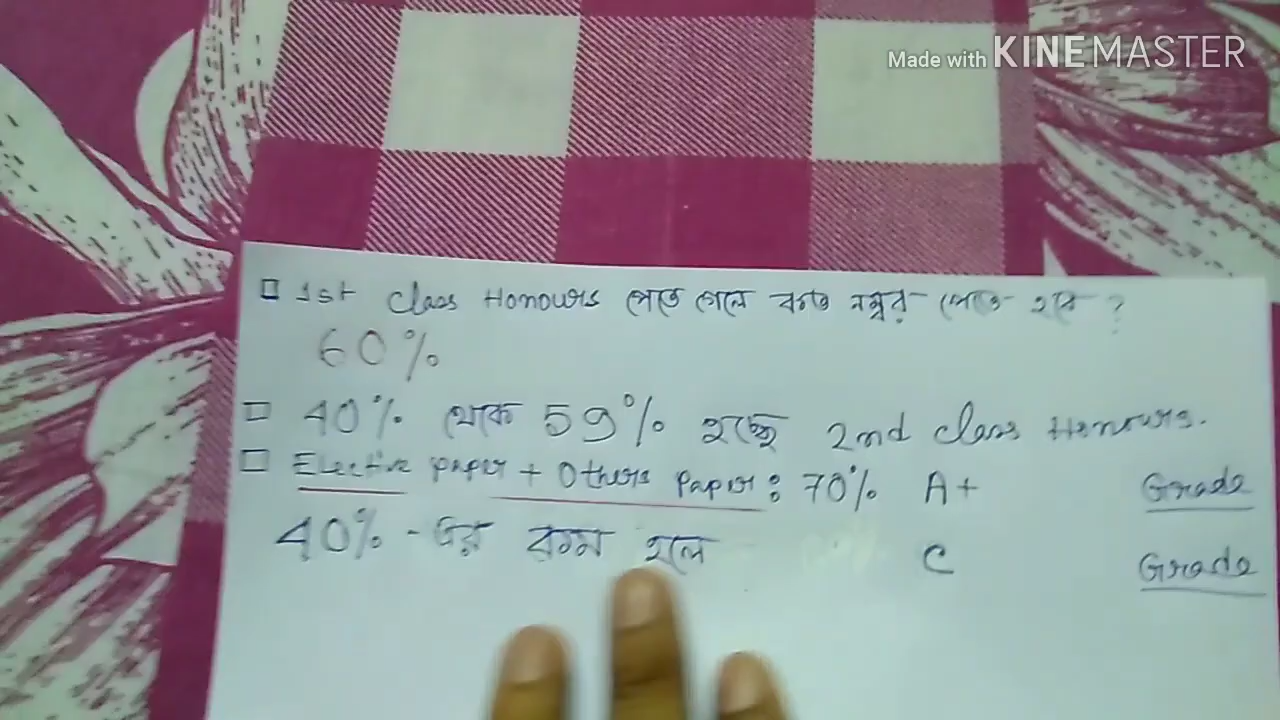 Made with KINEMASTER
1st Class Honours পেতে গেলে কত নম্বর পেতে হবে ?
60%
40% থেকে 59% হচ্ছে 2nd Class Honours.
Elective paper + Others Paper : 70% A+ Grade
40% -এর কম হলে C Grade